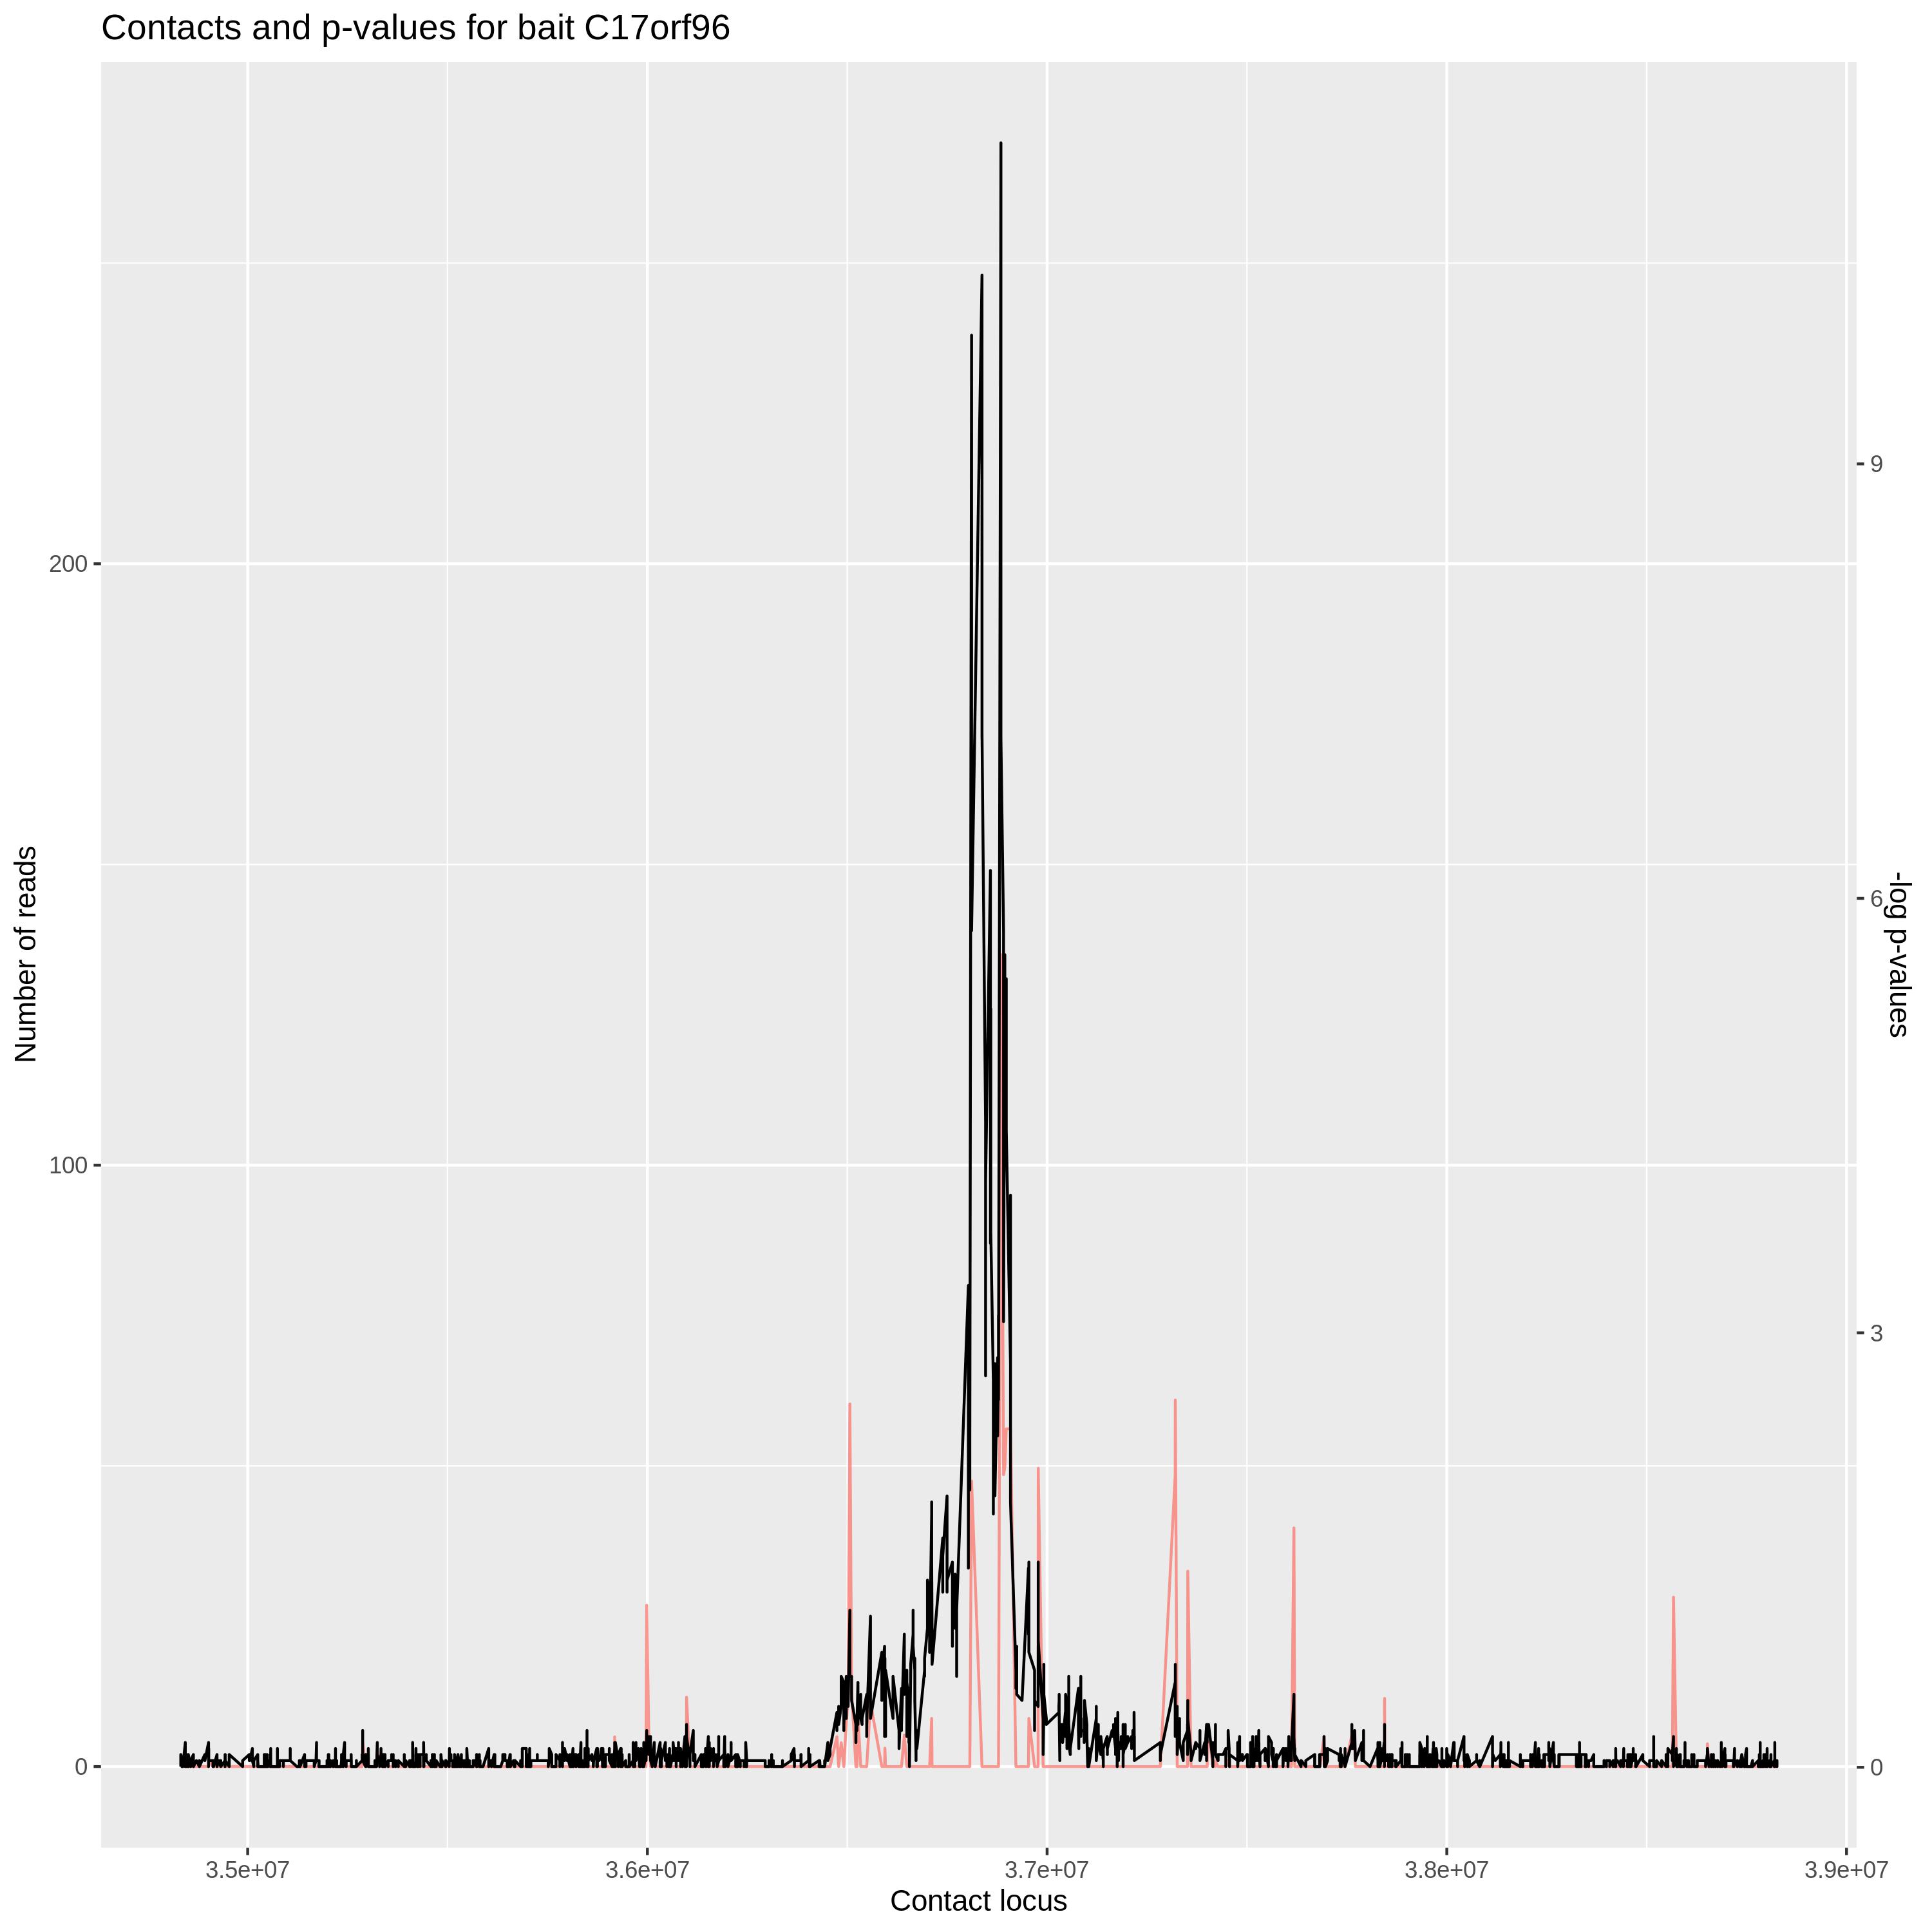 Contacts and p-values for bait C17orf96
Number of reads
200
100
0
9
6
3
0
-log p-values
3.5e+07 3.6e+07 3.7e+07 3.8e+07 3.9e+07
Contact locus